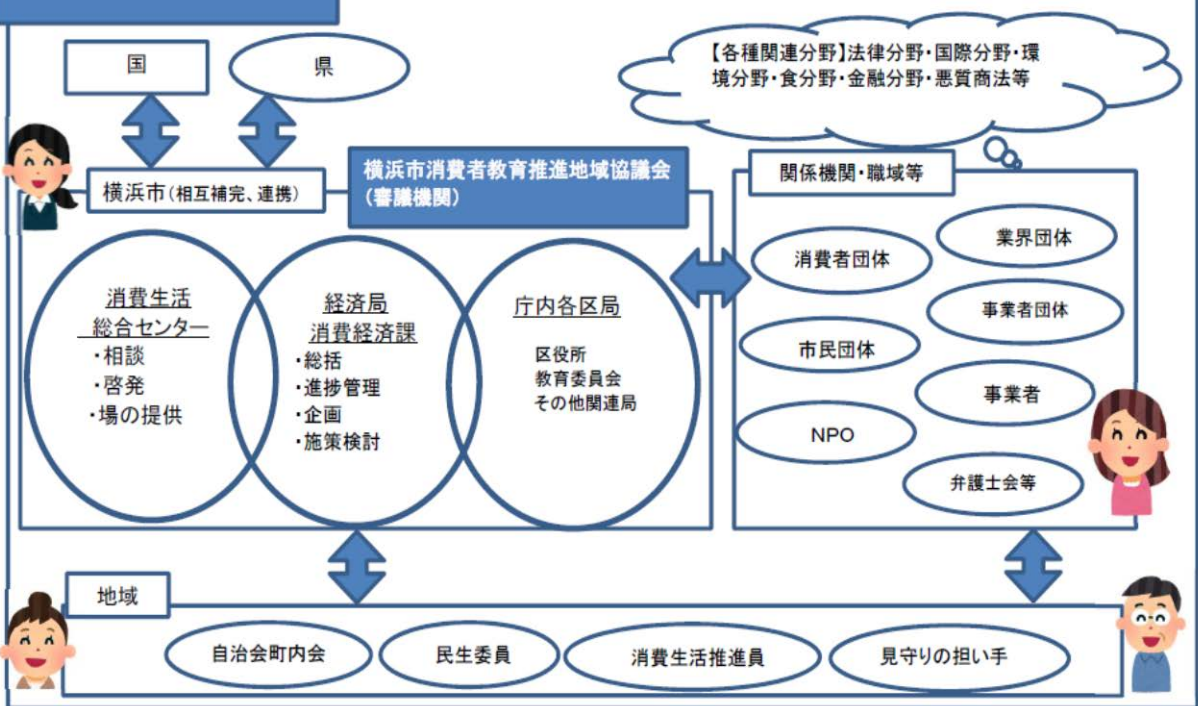 国
県
【各種関連分野】法律分野・国際分野・環
境分野・食分野・金融分野・悪質商法等
横浜市（相互補完、連携）
横浜市消費者教育推進地域協議会
（審議機関）
関係機関・職域等
消費生活
総合センター
・相談
・啓発
・場の提供
経済局
消費経済課
・総括
・進捗管理
・企画
・施策検討
庁内各区局
区役所
教育委員会
その他関連局
消費者団体
業界団体
事業者団体
市民団体
事業者
NPO
弁護士会等
地域
自治会町内会
民生委員
消費生活推進員
見守りの担い手